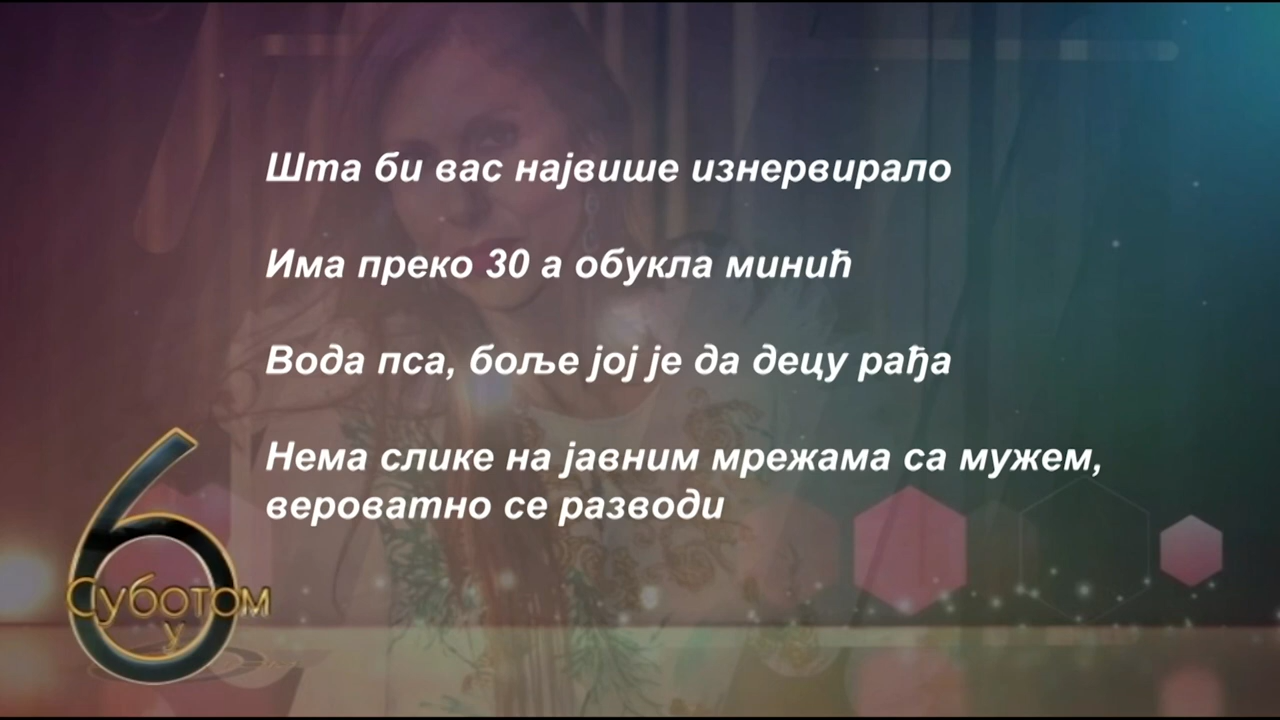 Шта би вас највише изнервирало
Има преко 30 а обукла минић
Вода пса, боље јој је да децу рађа
Нема слике на јавним мрежама са мужем,
вероватно се разводи
6
Суботом
у